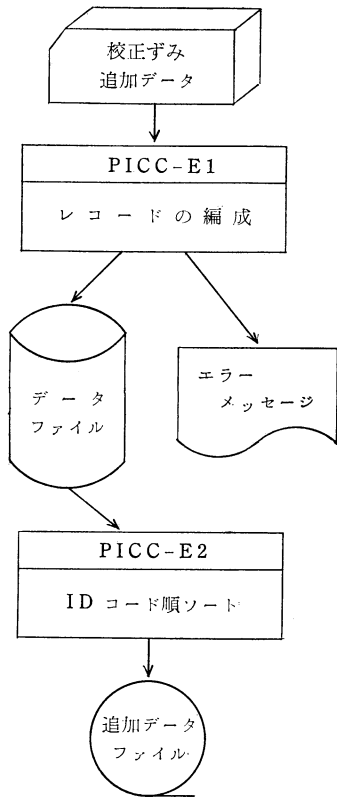 校正ずみ
追加データ
PICC-E1
レコードの編成
データ
ファイル
エラー
メッセージ
PICC-E2
IDコード順ソート
追加データ
ファイル